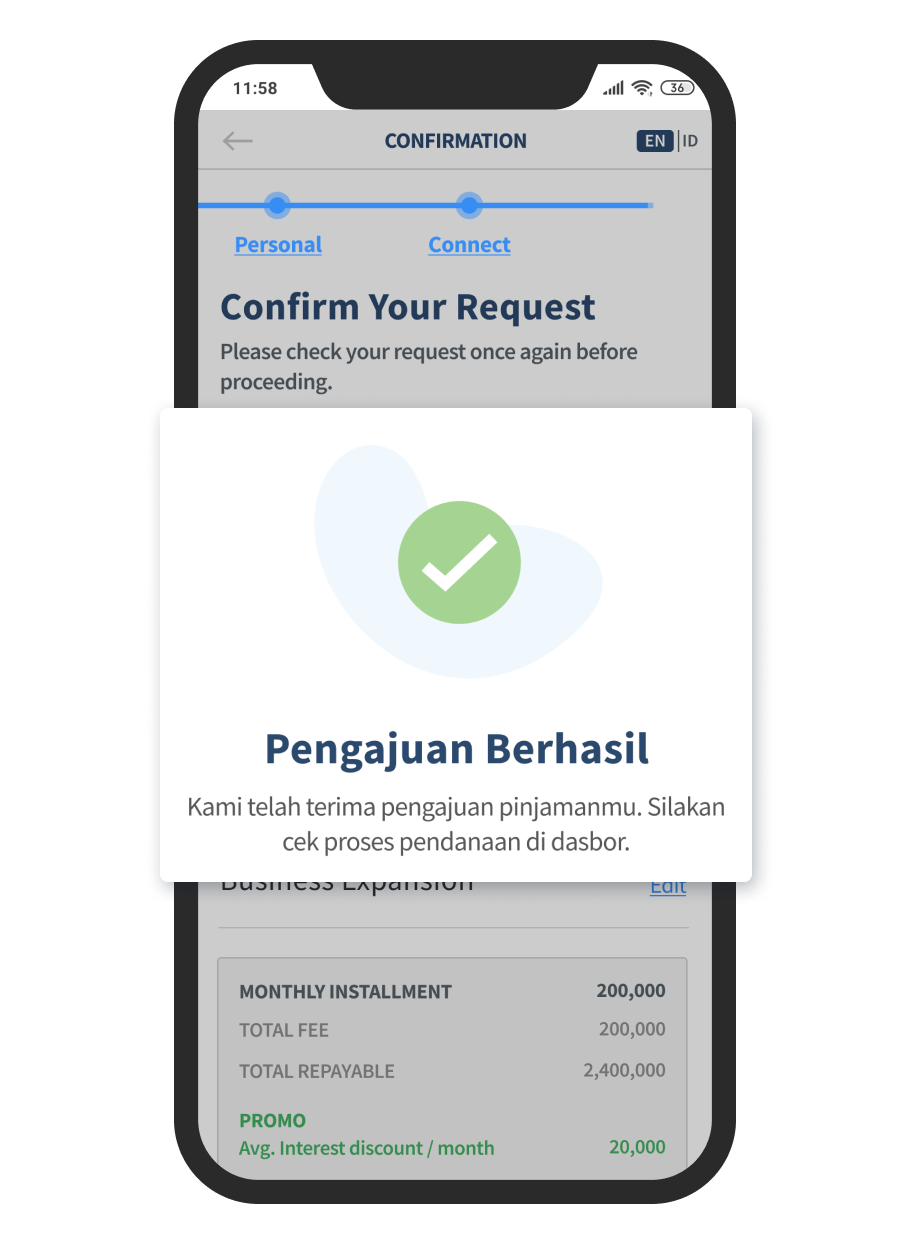 11:58
36
CONFIRMATION
EN | ID
Personal
Connect
Confirm Your Request
Please check your request once again before
proceeding.
Pengajuan Berhasil
Kami telah terima pengajuan pinjamanmu. Silakan
cek proses pendanaan di dasbor.
Business Expansion
Edit
MONTHLY INSTALLMENT 200,000
TOTAL FEE 200,000
TOTAL REPAYABLE 2,400,000
PROMO
Avg. Interest discount / month 20,000